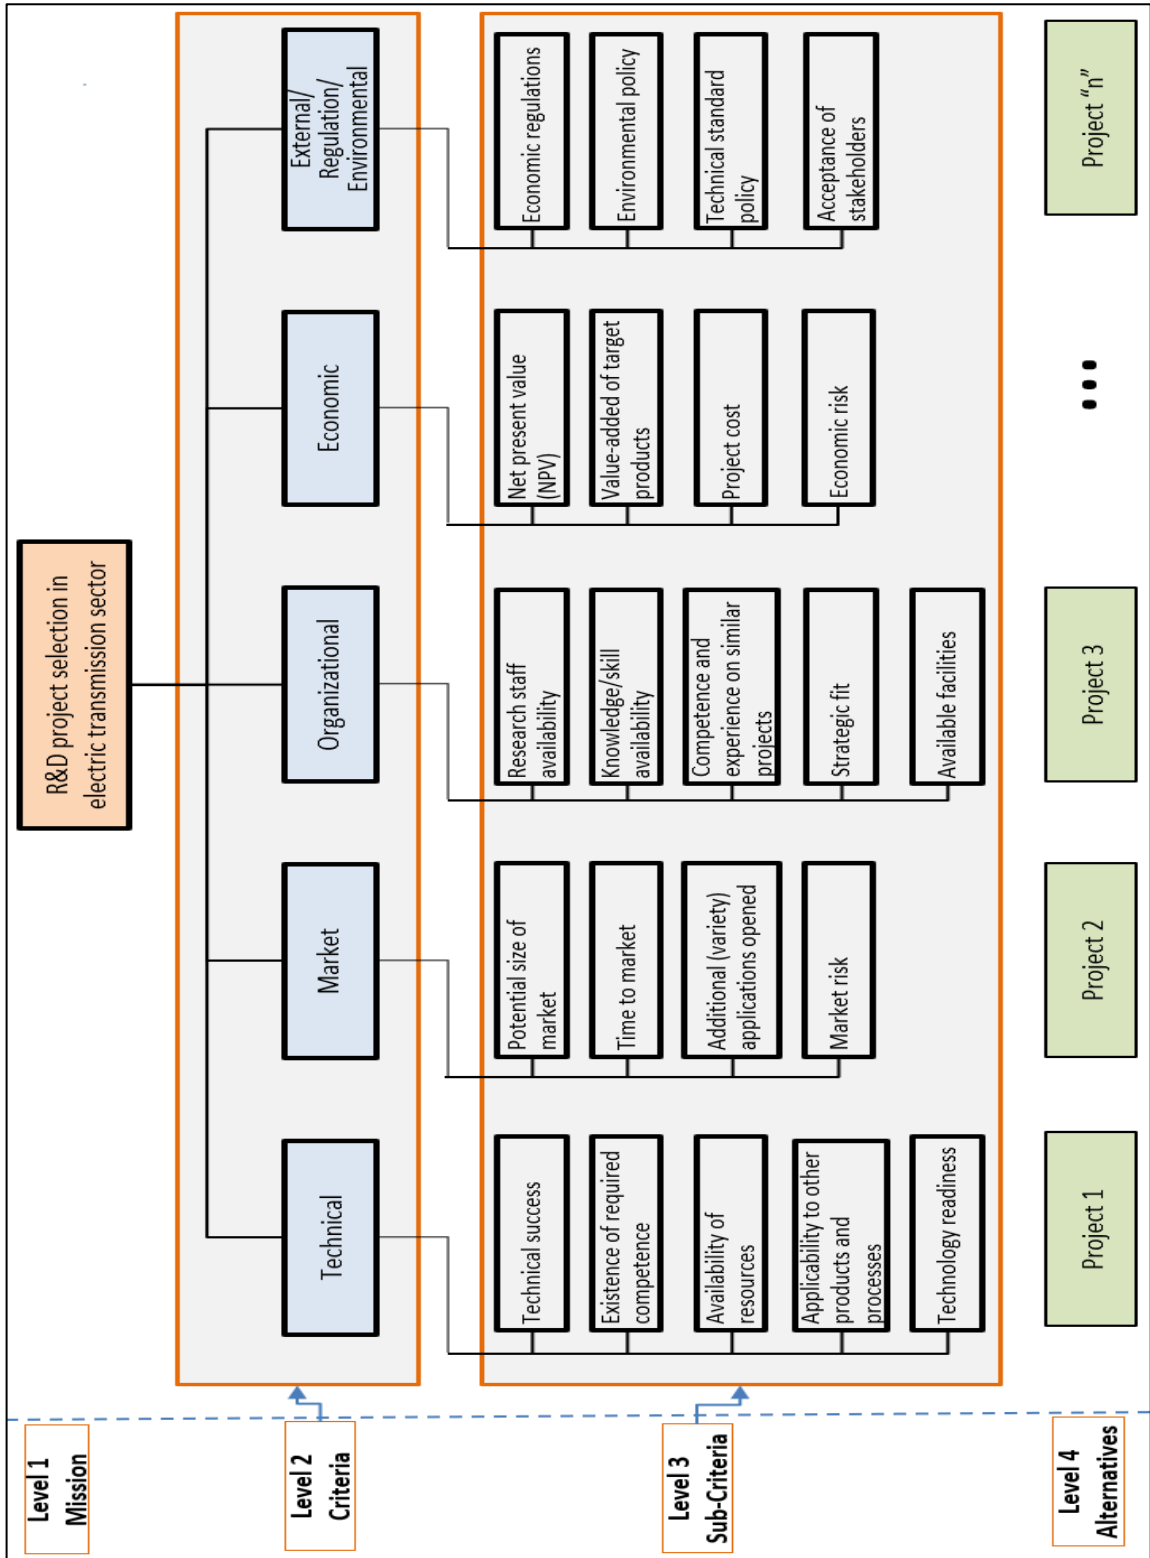 Level 1
Mission
R&D project selection in
electric transmission sector
Level 2
Criteria
Technical
Market
Organizational
Economic
External/
Regulation/
Environmental
Level 3
Sub-Criteria
Technical success
Existence of required
competence
Availability of
resources
Applicability to other
products and
processes
Technology readiness
Potential size of
market
Time to market
Additional (variety)
applications opened
Market risk
Research staff
availability
Knowledge/skill
availability
Competence and
experience on similar
projects
Strategic fit
Available facilities
Net present value
(NPV)
Value-added of target
products
Project cost
Economic risk
Economic regulations
Environmental policy
Technical standard
policy
Acceptance of
stakeholders
Level 4
Alternatives
Project 1
Project 2
Project 3
...
Project “n”